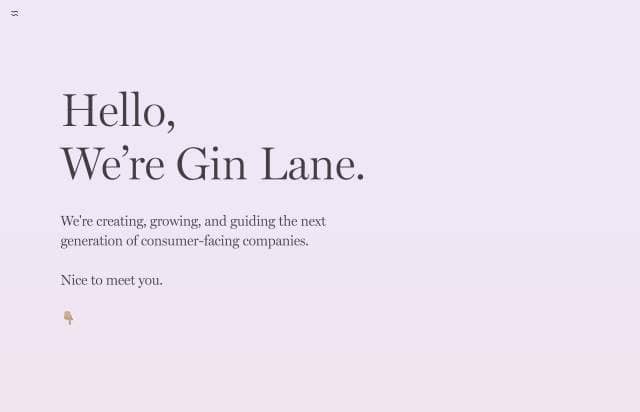 Hello,
We’re Gin Lane.
We're creating, growing, and guiding the next
generation of consumer-facing companies.
Nice to meet you.